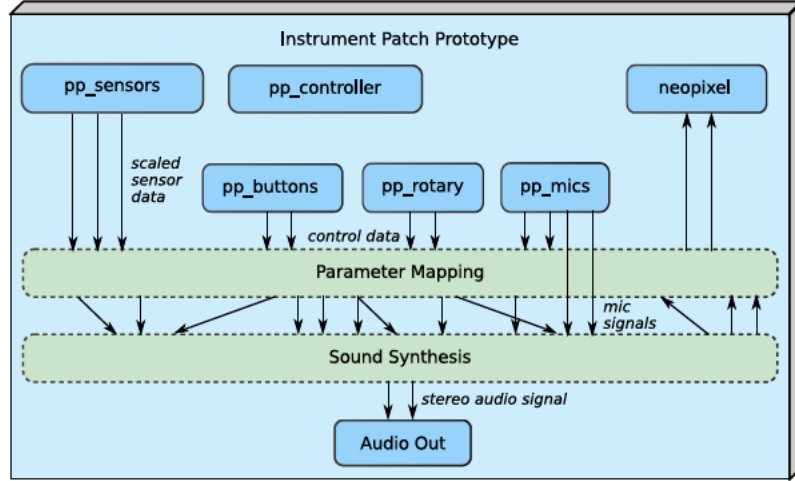 Instrument Patch Prototype
pp_sensors
pp_controller
neopixel
scaled
sensor
data
pp_buttons
pp_rotary
pp_mics
control data
Parameter Mapping
mic
signals
Sound Synthesis
stereo audio signal
Audio Out